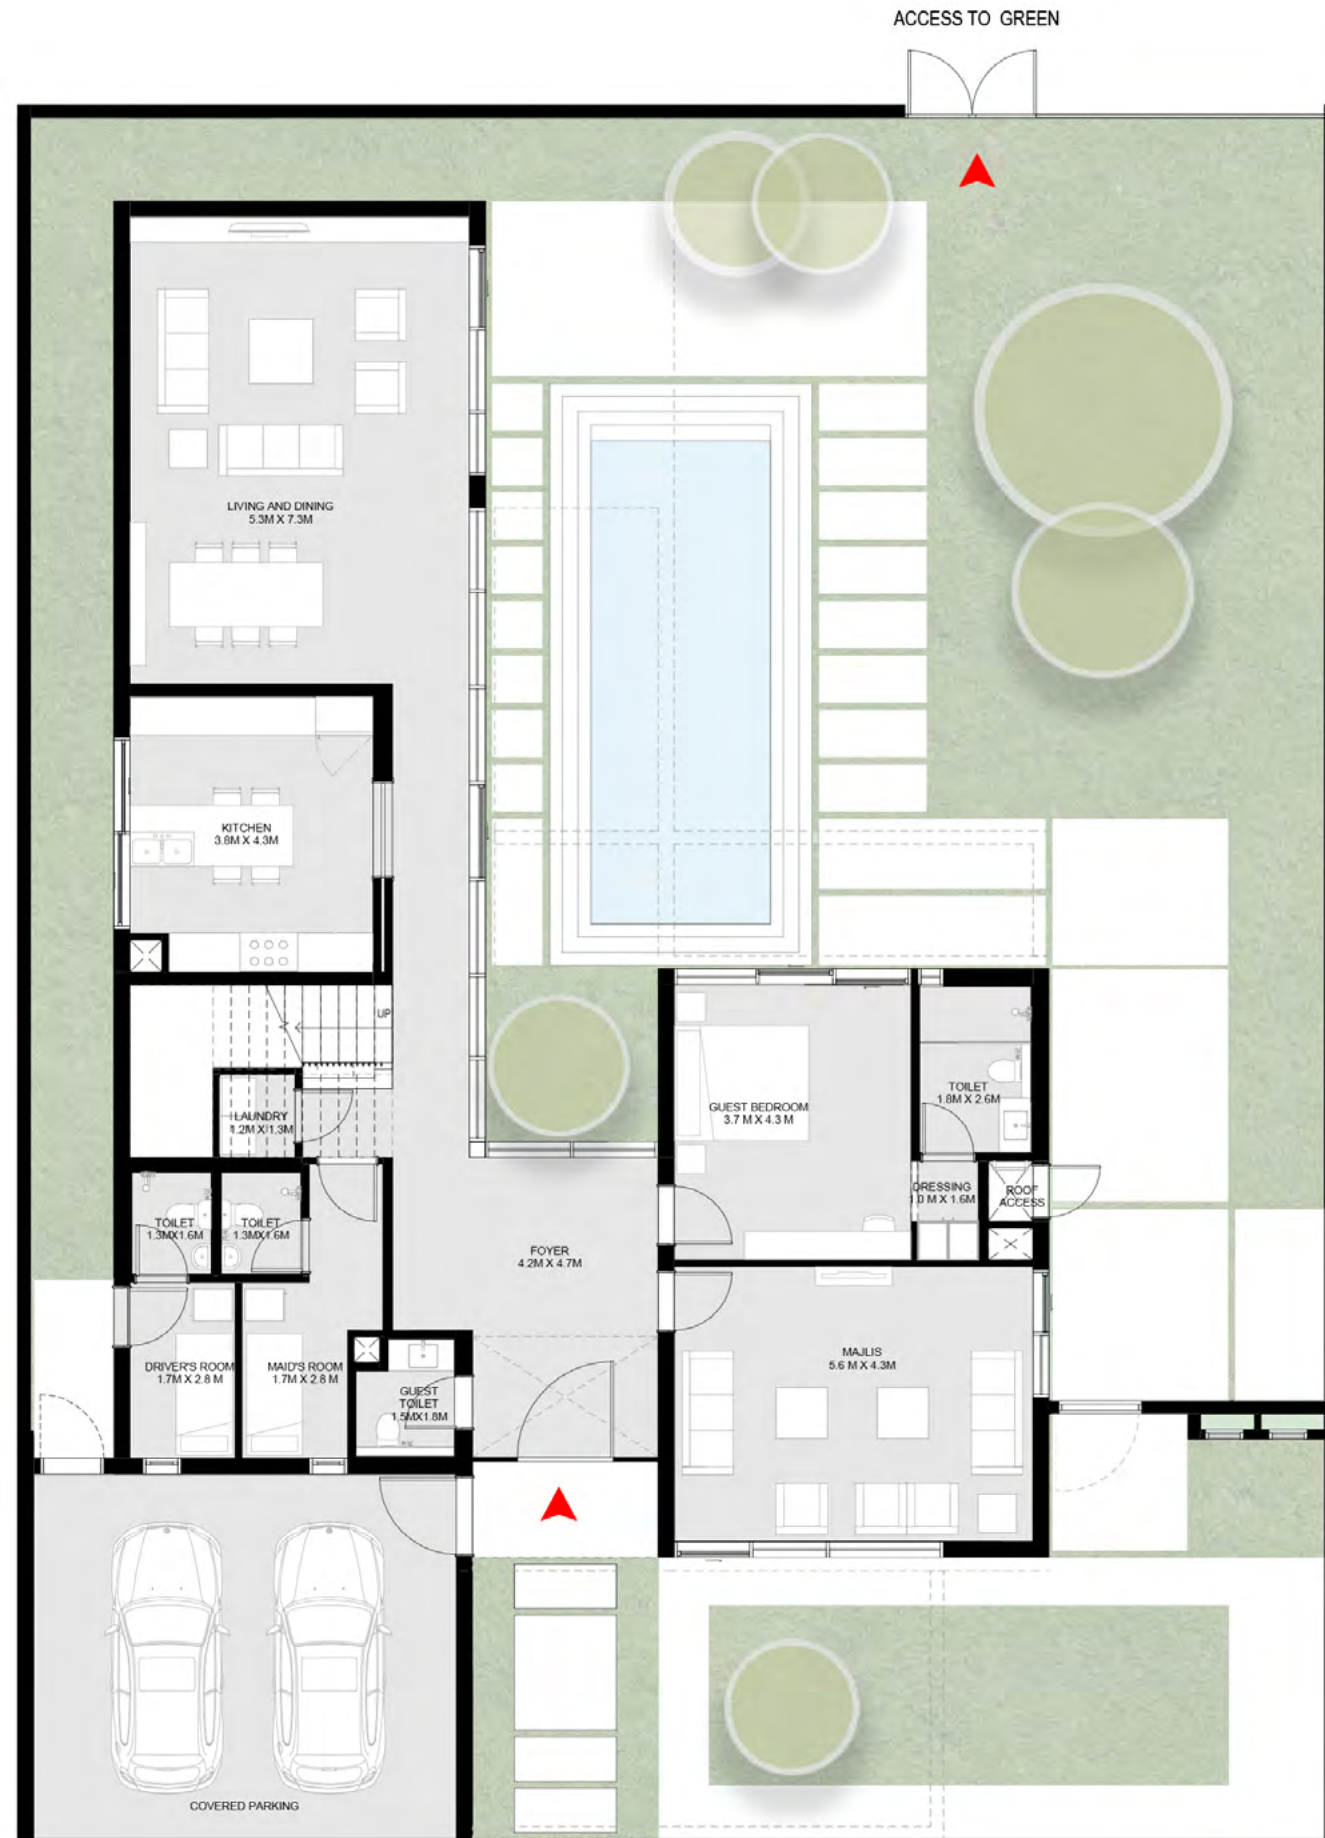 ACCESS TO GREEN
LIVING AND DINING
5.3M X 7.3M
KITCHEN
3.8M X 4.3M
UP
LAUNDRY
1.2M X 1.3M
GUEST BEDROOM
3.7 M X 4.3 M
TOILET
1.8M X 2.6M
DRESSING
1.0 M X 1.6M
ROOF
ACCESS
TOILET
1.3MX1.6M
TOILET
1.3MX1.6M
FOYER
4.2M X 4.7M
DRIVER'S ROOM
1.7M X 2.8 M
MAID'S ROOM
1.7M X 2.8 M
GUEST
TOILET
1.5MX1.8M
MAJLIS
5.6 M X 4.3M
COVERED PARKING